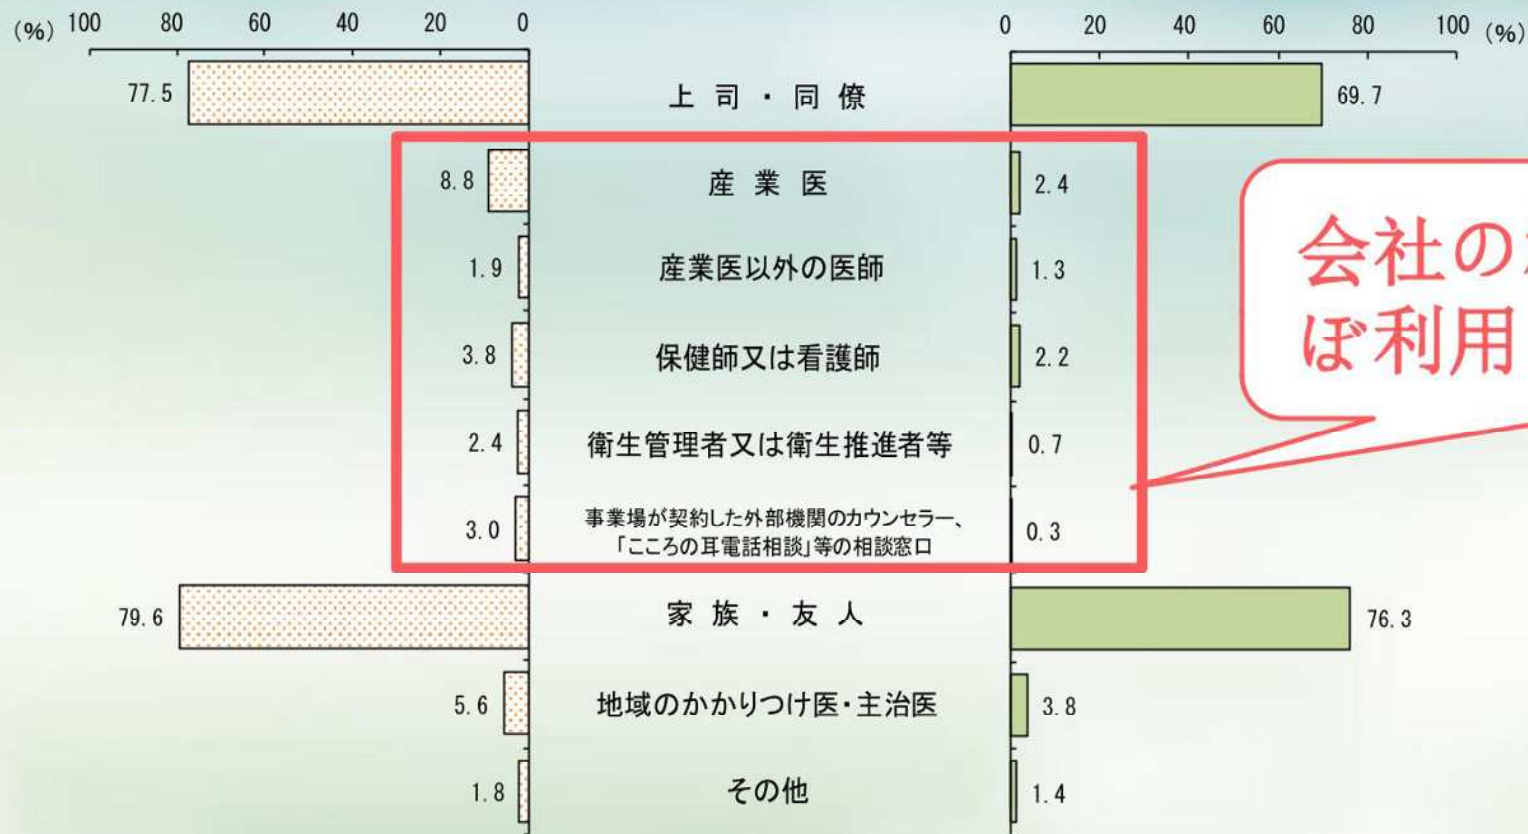 (%) 100 80 60 40 20 0 0 20 40 60 80 100 (%)
77.5 上司・同僚 69.7
8.8 産業医 2.4
1.9 産業医以外の医師 1.3
3.8 保健師又は看護師 2.2
2.4 衛生管理者又は衛生推進者等 0.7
事業場が契約した外部機関のカウンセラー、
3.0 「こころの耳電話相談」等の相談窓口 0.3
79.6 家族・友人 76.3
5.6 地域のかかりつけ医・主治医 3.8
1.8 その他 1.4
会社の
ぼ利用